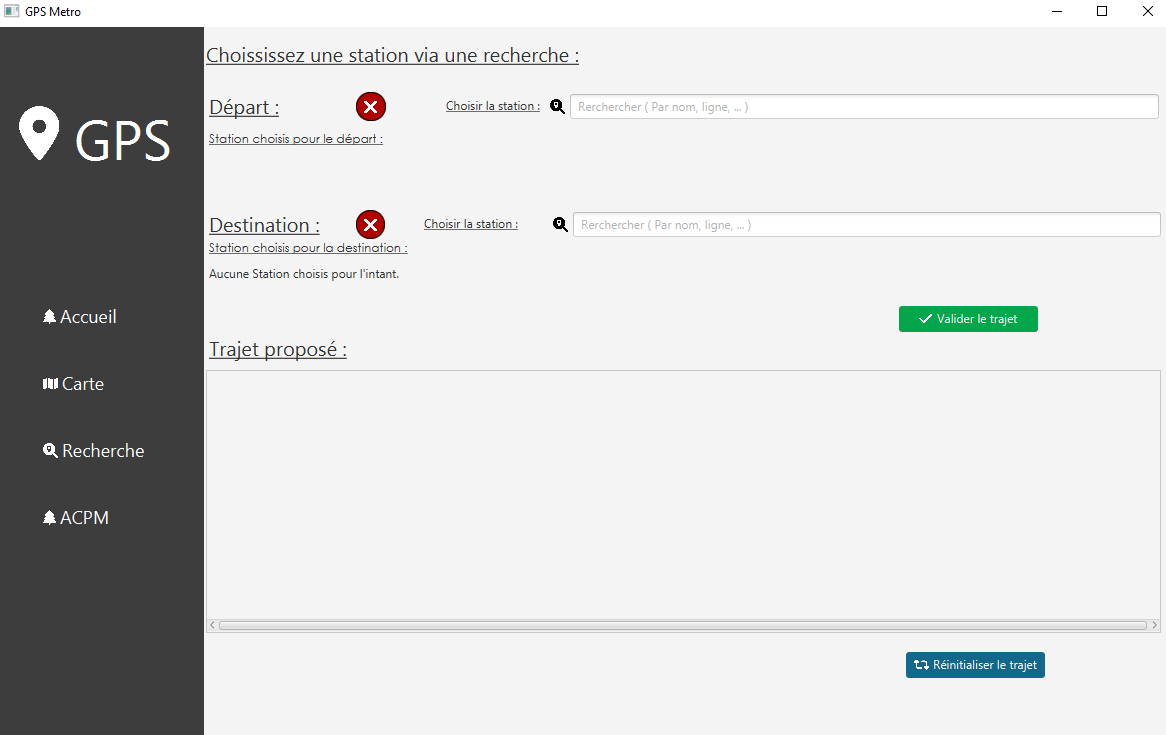 GPS Metro
GPS
Accueil
Carte
Recherche
ACPM
Choississez une station via une recherche :
Départ :
Choisir la station :
Rerchercher ( Par nom, ligne, ... )
Station choisis pour le départ :
Destination :
Choisir la station :
Rerchercher ( Par nom, ligne, ... )
Station choisis pour la destination :
Aucune Station choisis pour l'intant.
Valider le trajet
Trajet proposé :
Réinitialiser le trajet